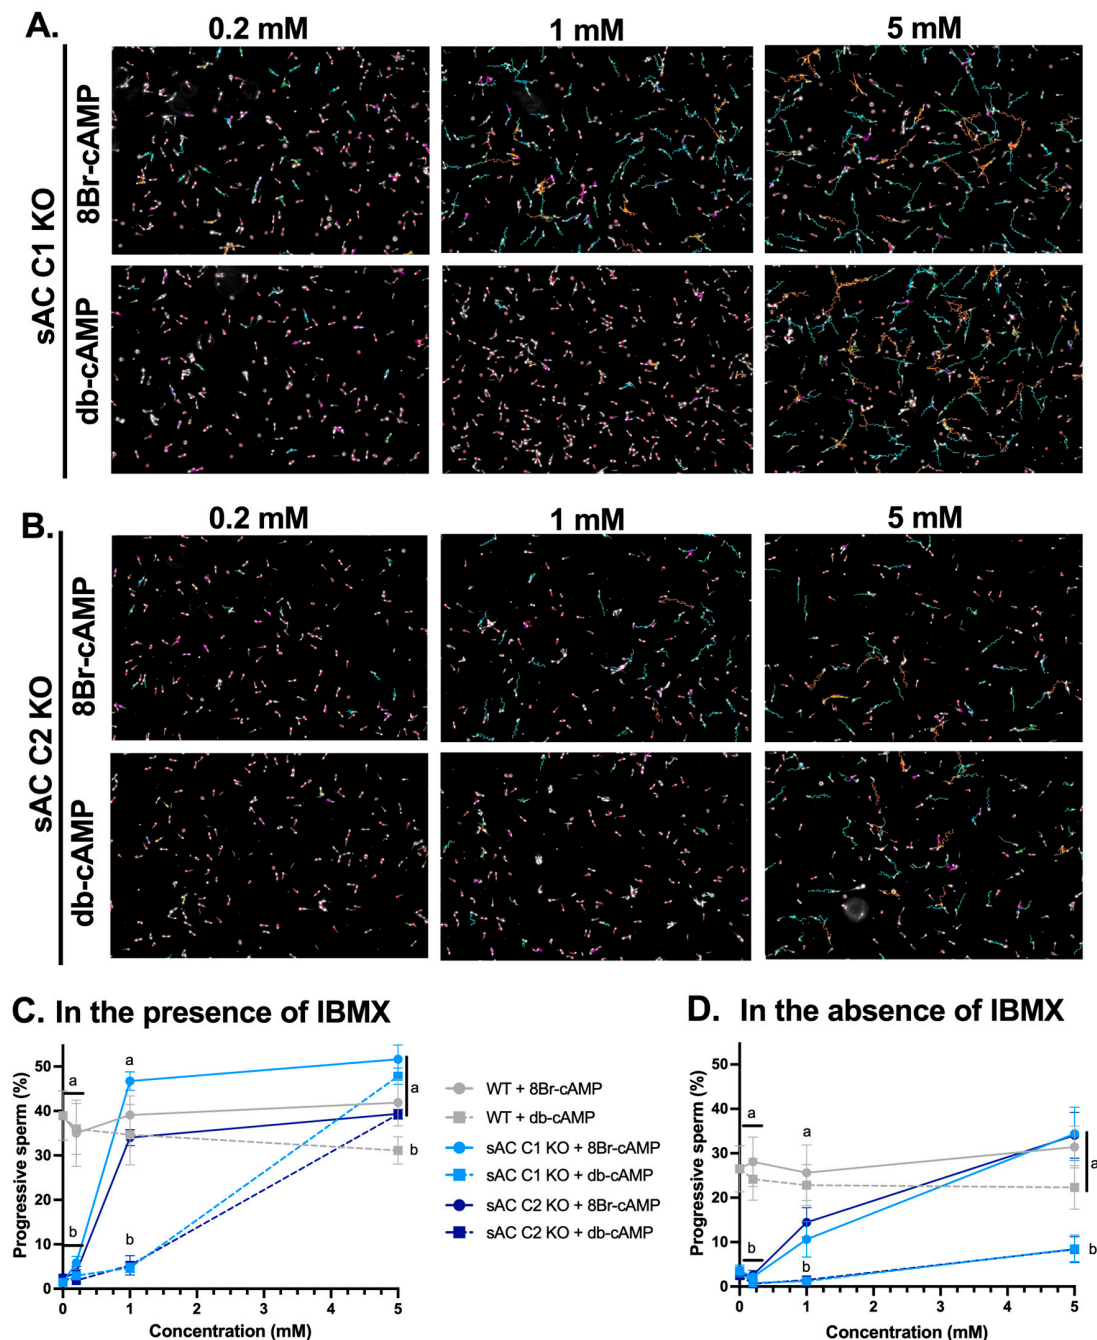 A.
0.2 mM 1 mM 5 mM
sAC C1 KO
8Br-cAMP
db-cAMP
B.
0.2 mM 1 mM 5 mM
sAC C2 KO
8Br-cAMP
db-cAMP
C. In the presence of IBMX
Progressive sperm (%)
50
40
30
20
10
0
a
a
a
b
b
b
0 1 2 3 4 5
Concentration (mM)
WT + 8Br-cAMP
WT + db-cAMP
sAC C1 KO + 8Br-cAMP
sAC C1 KO + db-cAMP
sAC C2 KO + 8Br-cAMP
sAC C2 KO + db-cAMP
D. In the absence of IBMX
Progressive sperm (%)
50
40
30
20
10
0
a
a
a
b
b
b
0 1 2 3 4 5
Concentration (mM)